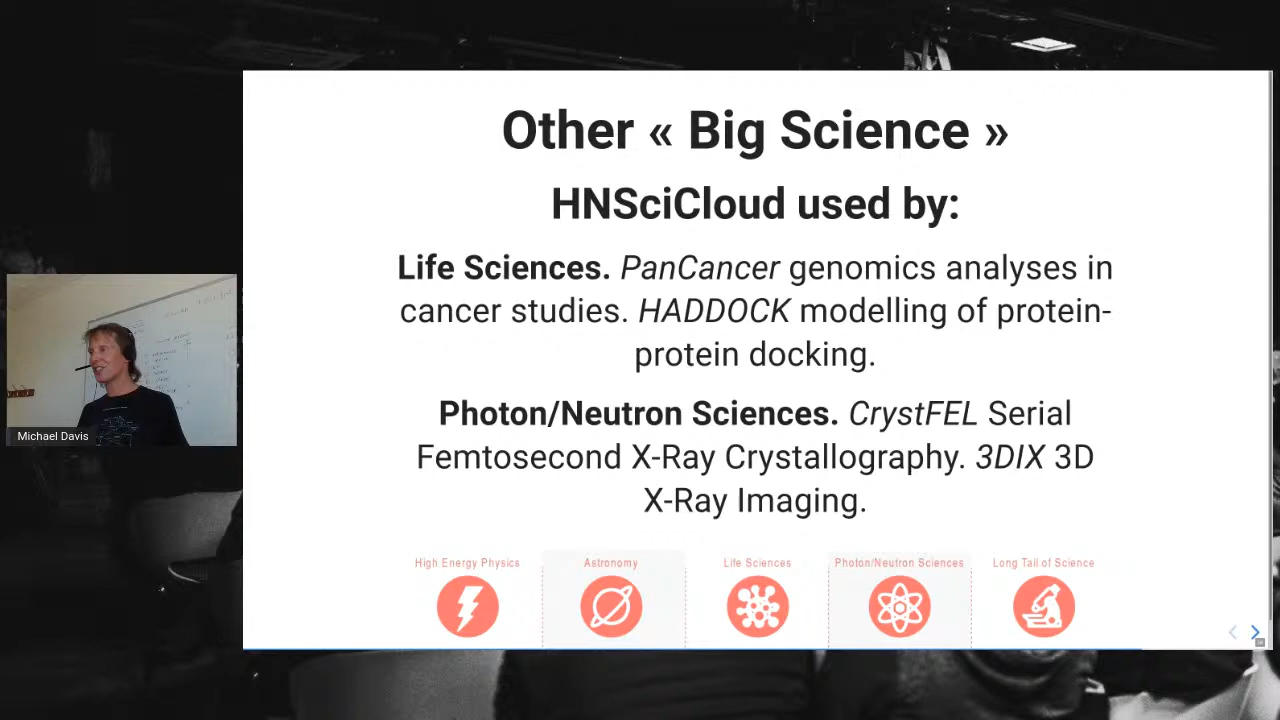 Other « Big Science »
HNSciCloud used by:
Life Sciences. PanCancer genomics analyses in
cancer studies. HADDOCK modelling of protein-
protein docking.
Photon/Neutron Sciences. CrystFEL Serial
Femtosecond X-Ray Crystallography. 3DIX 3D
X-Ray Imaging.
High Energy Physics
Astronomy
Life Sciences
Photon/Neutron Sciences
Long Tail of Science
Michael Davis